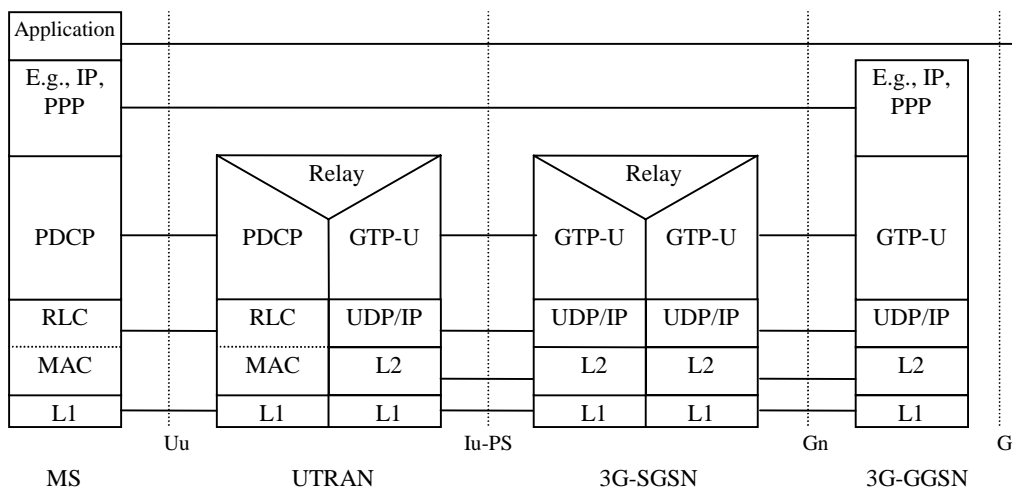 Application
E.g., IP,
PPP
E.g., IP,
PPP
Relay
Relay
PDCP
PDCP
GTP-U
GTP-U
GTP-U
GTP-U
RLC
RLC
UDP/IP
UDP/IP
UDP/IP
UDP/IP
MAC
MAC
L2
L2
L2
L2
L1
L1
L1
L1
L1
L1
Uu
Iu-PS
Gn
G
MS
UTRAN
3G-SGSN
3G-GGSN